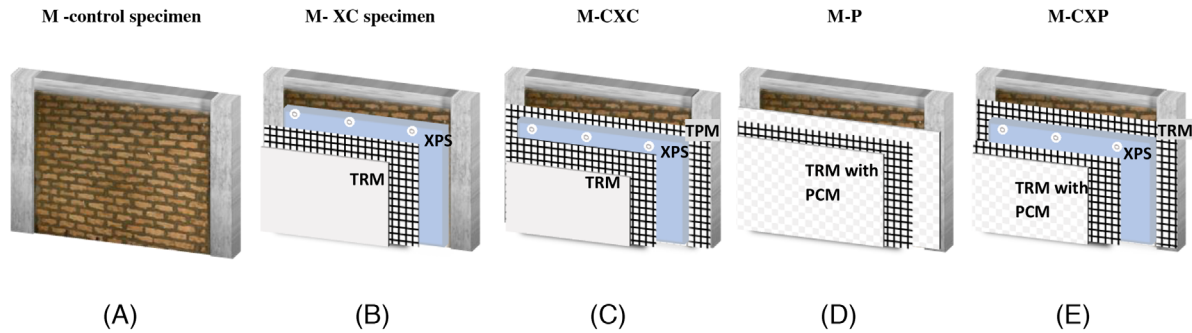 M -control specimen
M- XC specimen
M-CXC
M-P
M-CXP
XPS
TRM
TPM
XPS
TRM
TRM with
PCM
TRM
XPS
TRM with
PCM
(A)
(B)
(C)
(D)
(E)